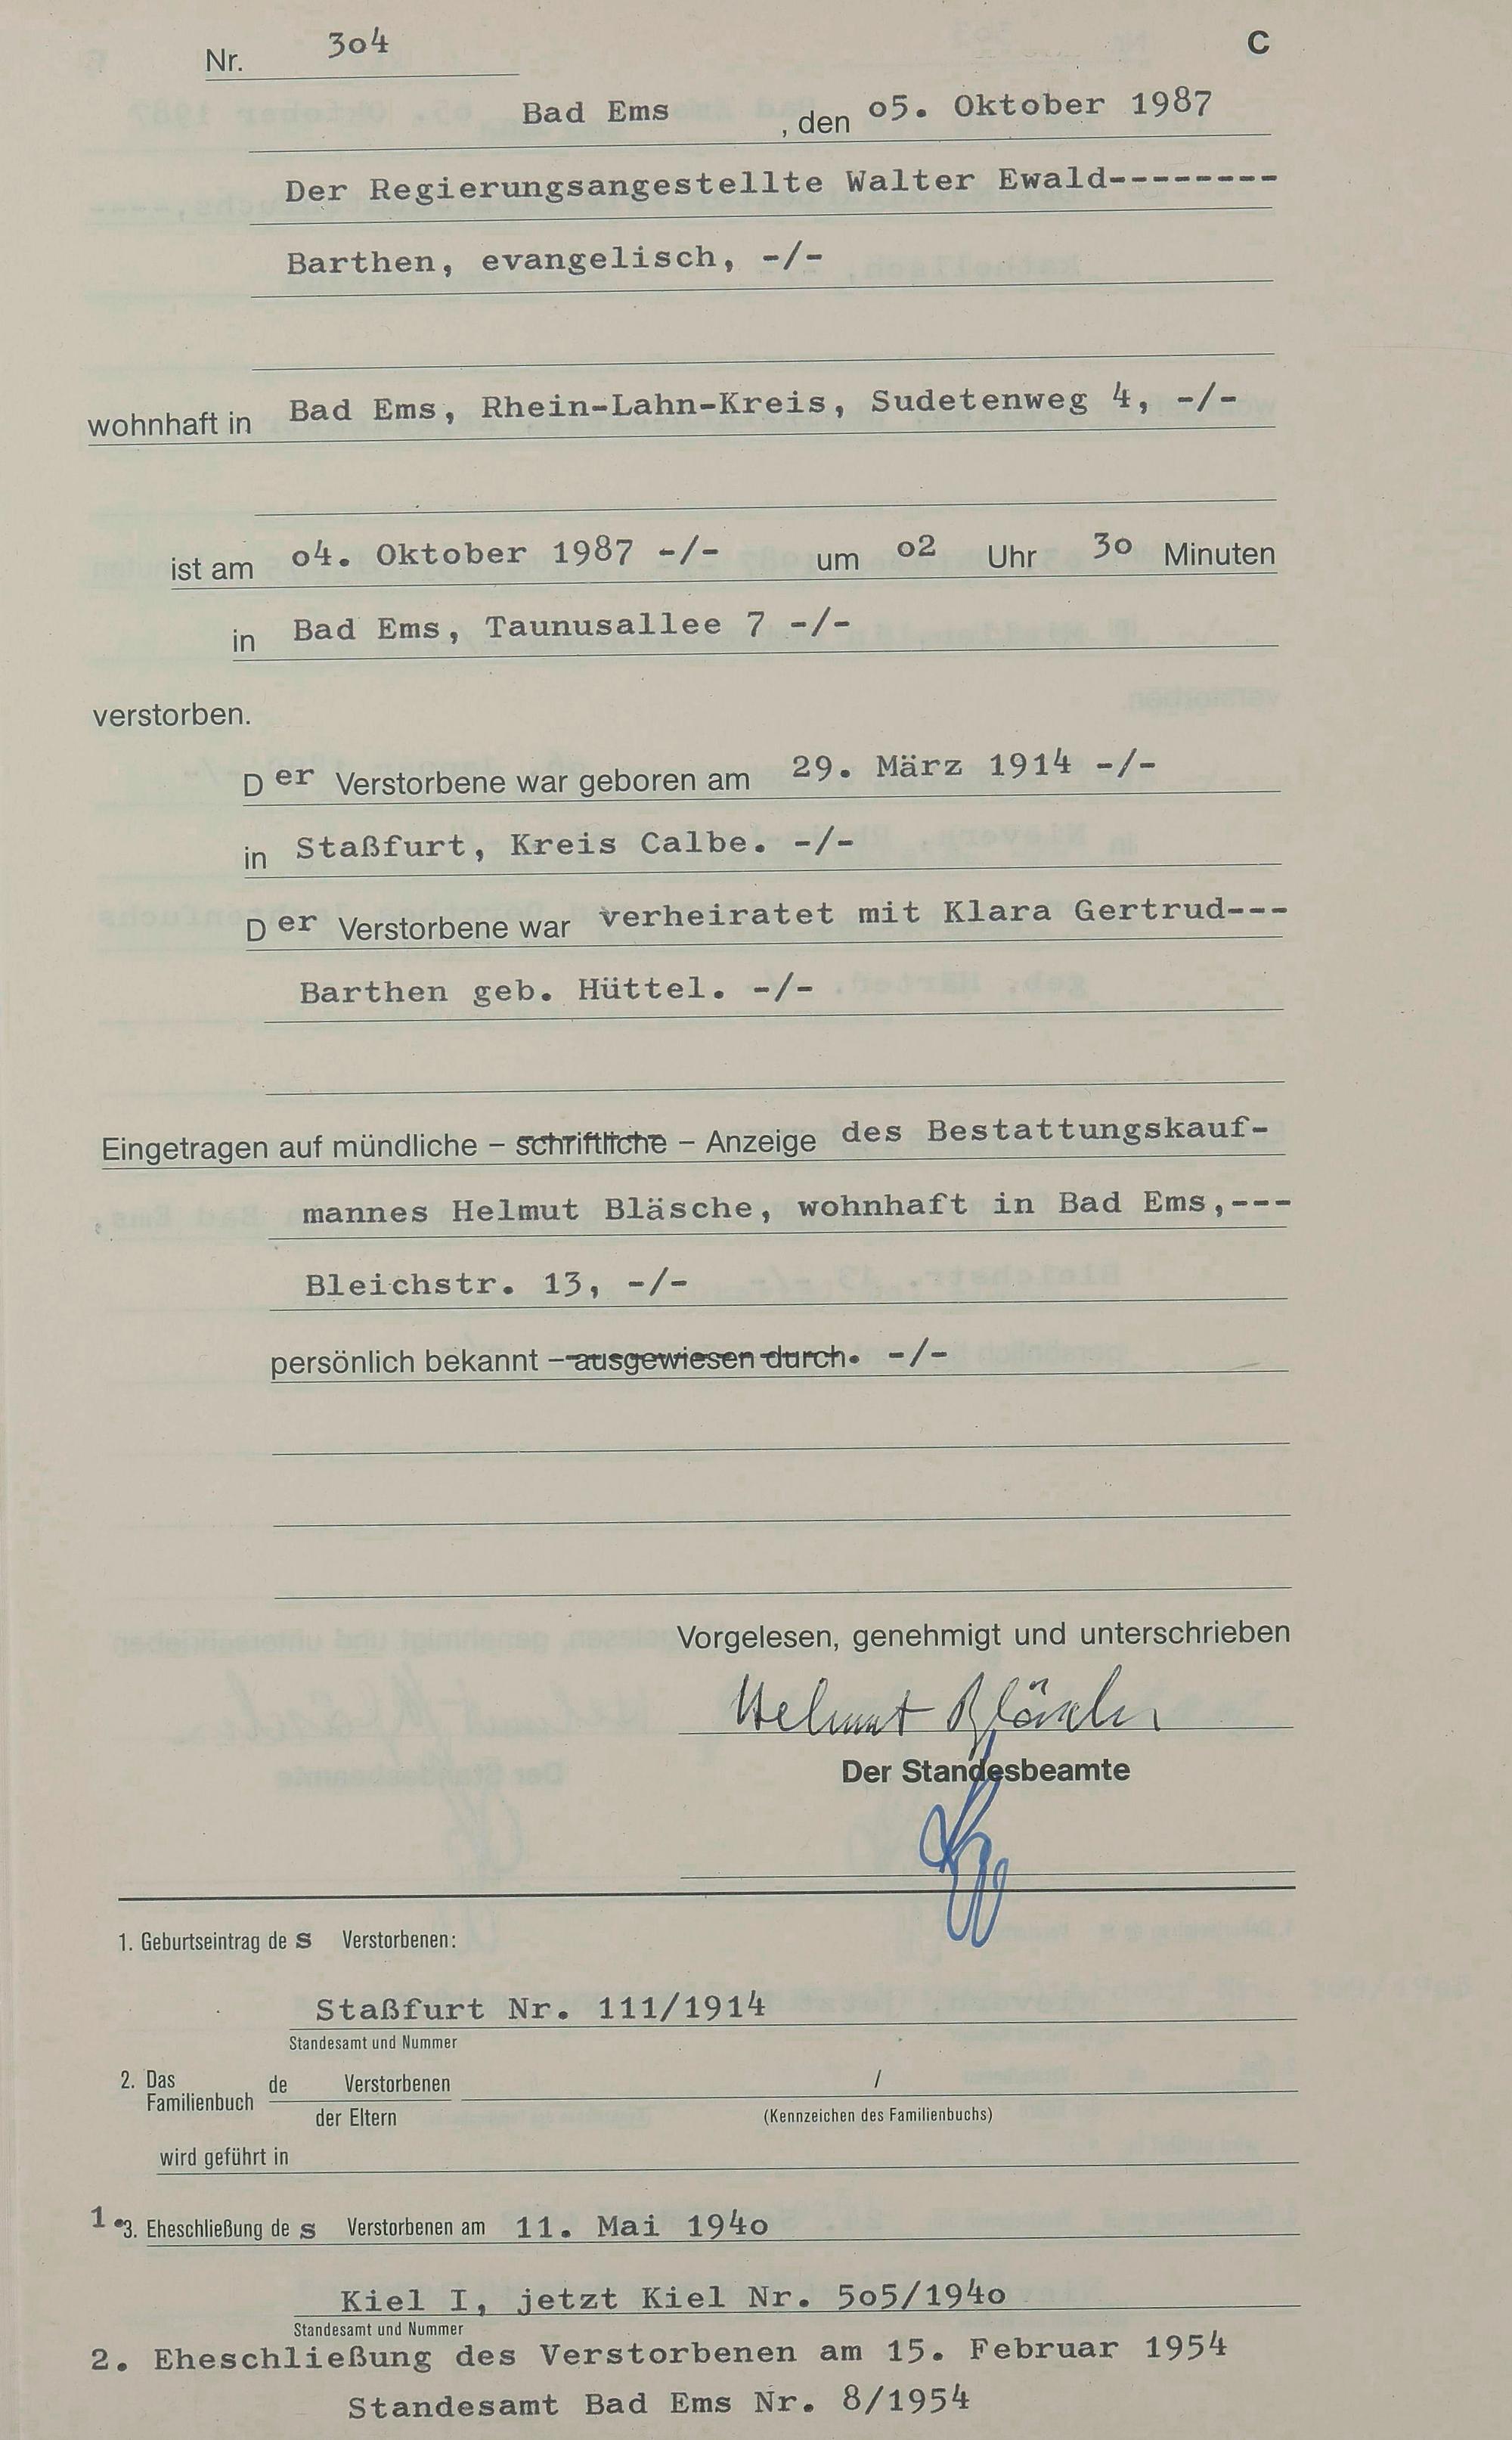 Nr. 304 C
Bad Ems , den 05. Oktober 1987
Der Regierungsangestellte Walter Ewald--------
Barthen, evangelisch, -/-
wohnhaft in Bad Ems, Rhein-Lahn-Kreis, Sudetenweg 4, -/-
ist am 04. Oktober 1987 -/- um 02 Uhr 30 Minuten
in Bad Ems, Taunusallee 7 -/-
verstorben.
Der Verstorbene war geboren am 29. März 1914 -/-
in Staßfurt, Kreis Calbe. -/-
Der Verstorbene war verheiratet mit Klara Gertrud---
Barthen geb. Hüttel. -/-
Eingetragen auf mündliche – schriftliche – Anzeige des Bestattungskauf-
mannes Helmut Bläsche, wohnhaft in Bad Ems,---
Bleichstr. 13, -/-
persönlich bekannt – ausgewiesen durch. -/-
Vorgelesen, genehmigt und unterschrieben
Helmut Bläsche
Der Standesbeamte
1. Geburtseintrag des Verstorbenen:
Staßfurt Nr. 111/1914
Standesamt und Nummer
2. Das Familienbuch de Verstorbenen /
der Eltern (Kennzeichen des Familienbuchs)
wird geführt in
1. 3. Eheschließung des Verstorbenen am 11. Mai 1940
Kiel I, jetzt Kiel Nr. 505/1940
Standesamt und Nummer
2. Eheschließung des Verstorbenen am 15. Februar 1954
Standesamt Bad Ems Nr. 8/1954